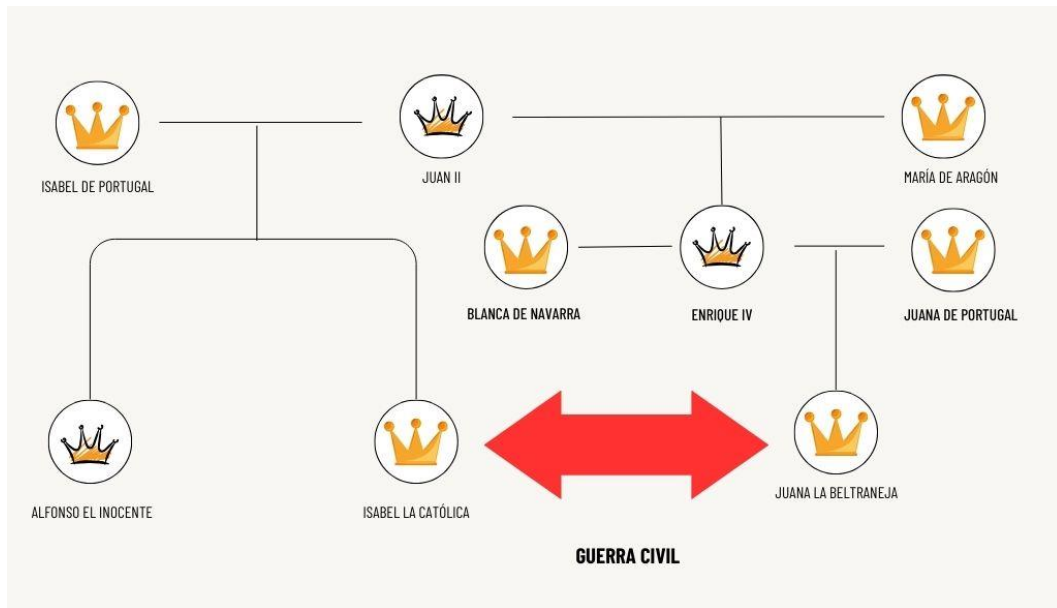 ISABEL DE PORTUGAL
JUAN II
MARÍA DE ARAGÓN
BLANCA DE NAVARRA
ENRIQUE IV
JUANA DE PORTUGAL
ALFONSO EL INOCENTE
ISABEL LA CATÓLICA
JUANA LA BELTRANEJA
GUERRA CIVIL